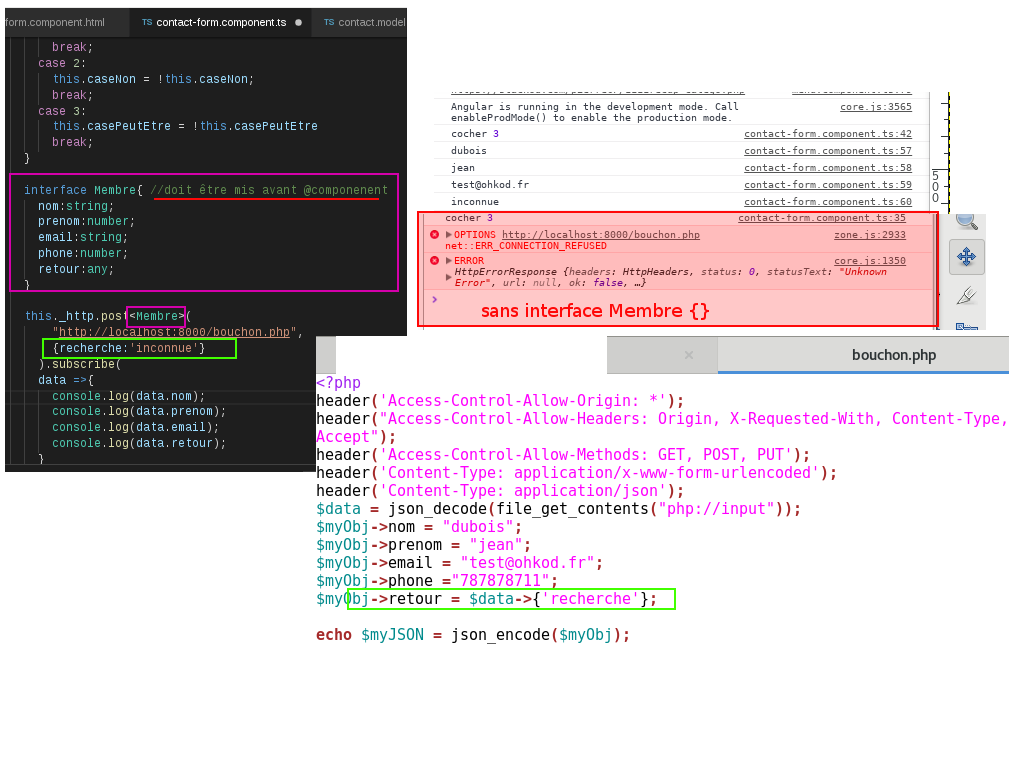 form.component.html
TS contact-form.component.ts ●
TS contact.model
break;
case 2:
this.caseNon = !this.caseNon;
break;
case 3:
this.casePeutEtre = !this.casePeutEtre
break;
}
interface Membre{ //doit être mis avant @componenent
nom:string;
prenom:number;
email:string;
phone:number;
retour:any;
}
this._http.post<Membre>(
"http://localhost:8000/bouchon.php",
{recherche:'inconnue'}
).subscribe(
data =>{
console.log(data.nom);
console.log(data.prenom);
console.log(data.email);
console.log(data.retour);
}
Angular is running in the development mode. Call core.js:3565
enableProdMode() to enable the production mode.
cocher 3 contact-form.component.ts:42
dubois contact-form.component.ts:57
jean contact-form.component.ts:58
test@ohkod.fr contact-form.component.ts:59
inconnue contact-form.component.ts:60
500
cocher 3 contact-form.component.ts:35
OPTIONS http://localhost:8000/bouchon.php zone.js:2933
net::ERR_CONNECTION_REFUSED
ERROR core.js:1350
HttpErrorResponse {headers: HttpHeaders, status: 0, statusText: "Unknown
Error", url: null, ok: false, …}
>
sans interface Membre {}
× bouchon.php
<?php
header('Access-Control-Allow-Origin: *');
header("Access-Control-Allow-Headers: Origin, X-Requested-With, Content-Type,
Accept");
header('Access-Control-Allow-Methods: GET, POST, PUT');
header('Content-Type: application/x-www-form-urlencoded');
header('Content-Type: application/json');
$data = json_decode(file_get_contents("php://input"));
$myObj->nom = "dubois";
$myObj->prenom = "jean";
$myObj->email = "test@ohkod.fr";
$myObj->phone ="787878711";
$myObj->retour = $data->{'recherche'};
echo $myJSON = json_encode($myObj);